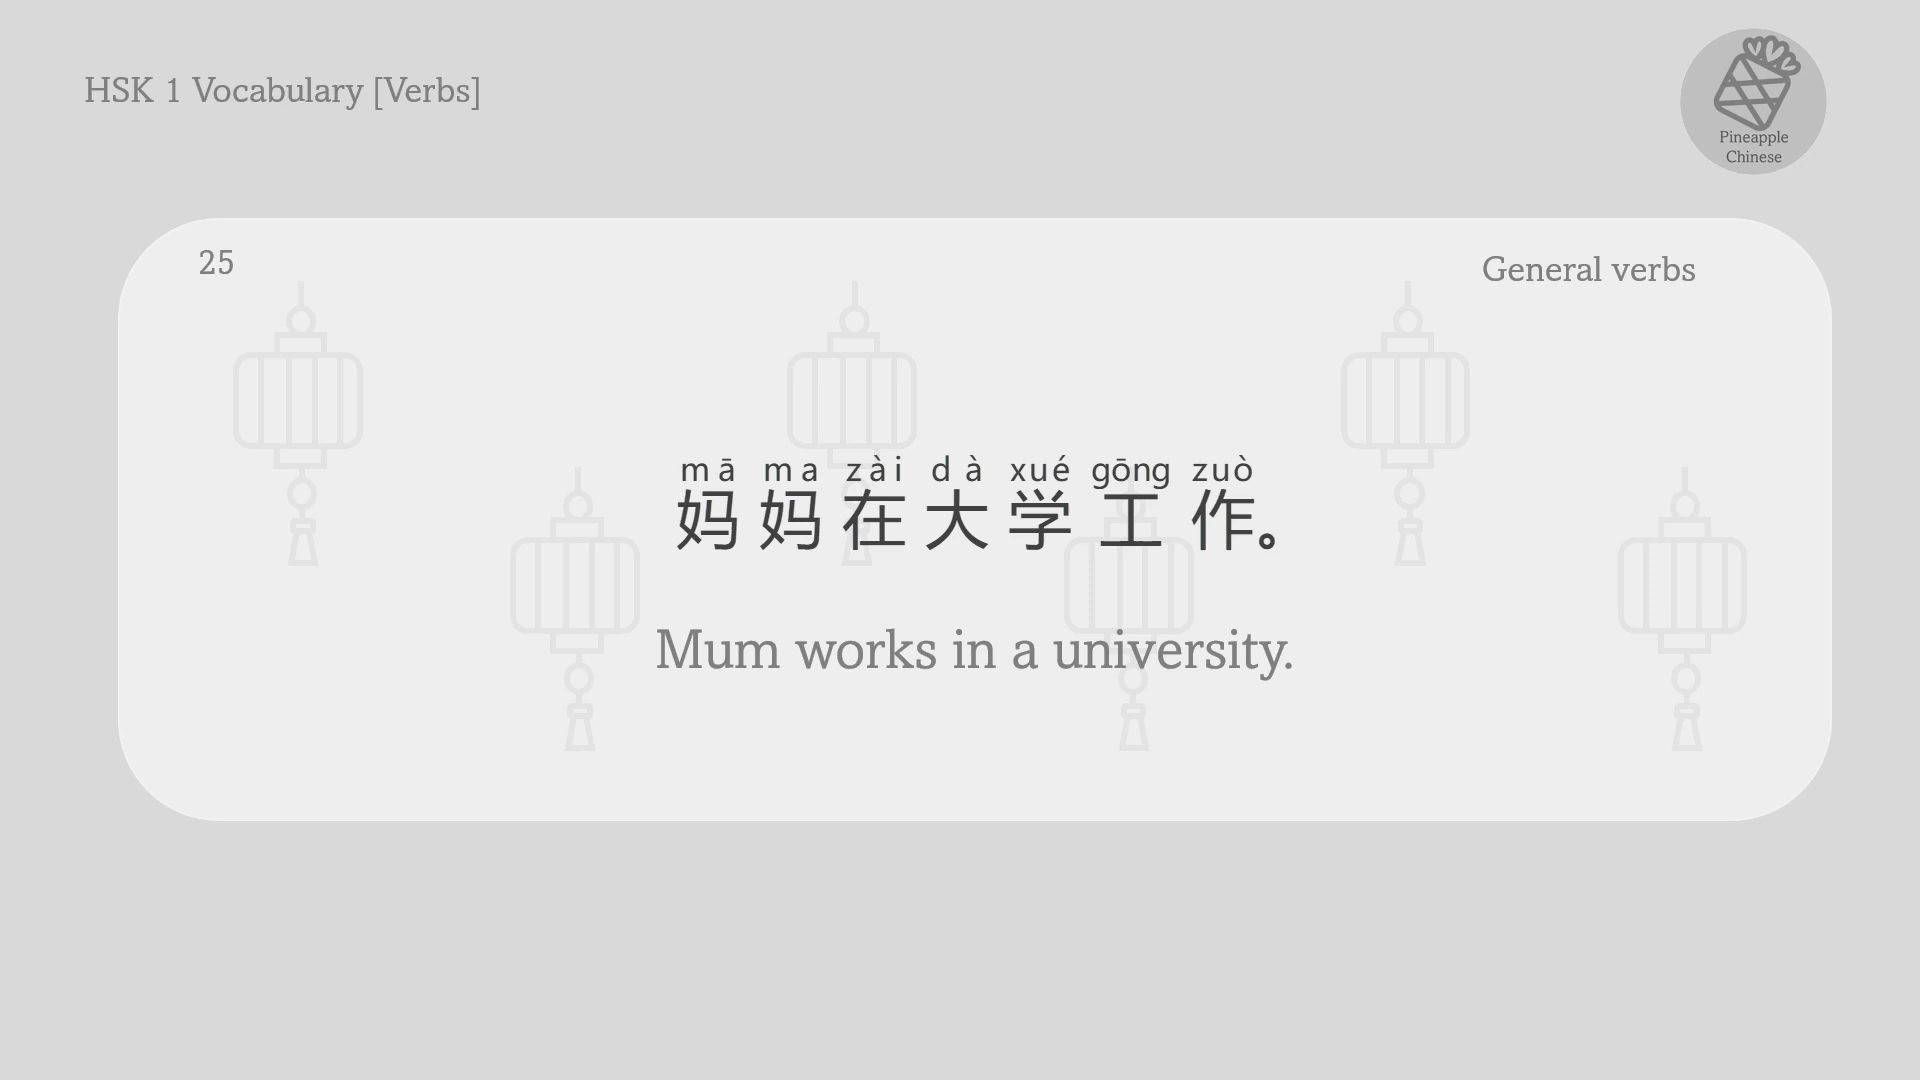 HSK 1 Vocabulary [Verbs]
Pineapple
Chinese
25
General verbs
mā ma zài dà xué gōng zuò
妈妈在大学工作。
Mum works in a university.